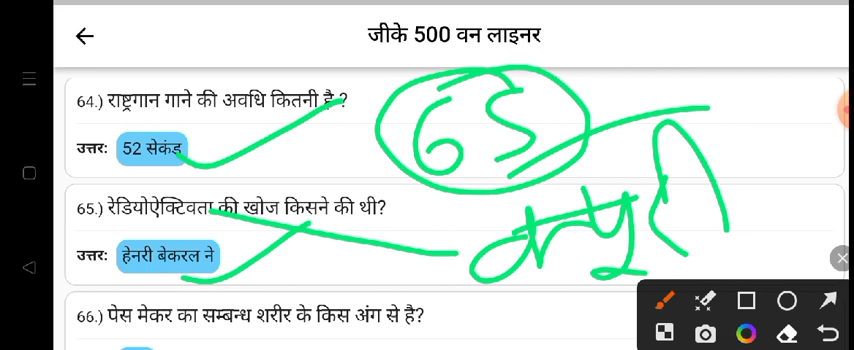 जीके 500 वन लाइनर
64.) राष्ट्रगान गाने की अवधि कितनी है ?
65
उत्तर: 52 सेकंड
65.) रेडियोऐक्टिवता की खोज किसने की थी?
उत्तर: हेनरी बेकरल ने
66.) पेस मेकर का सम्बन्ध शरीर के किस अंग से है?